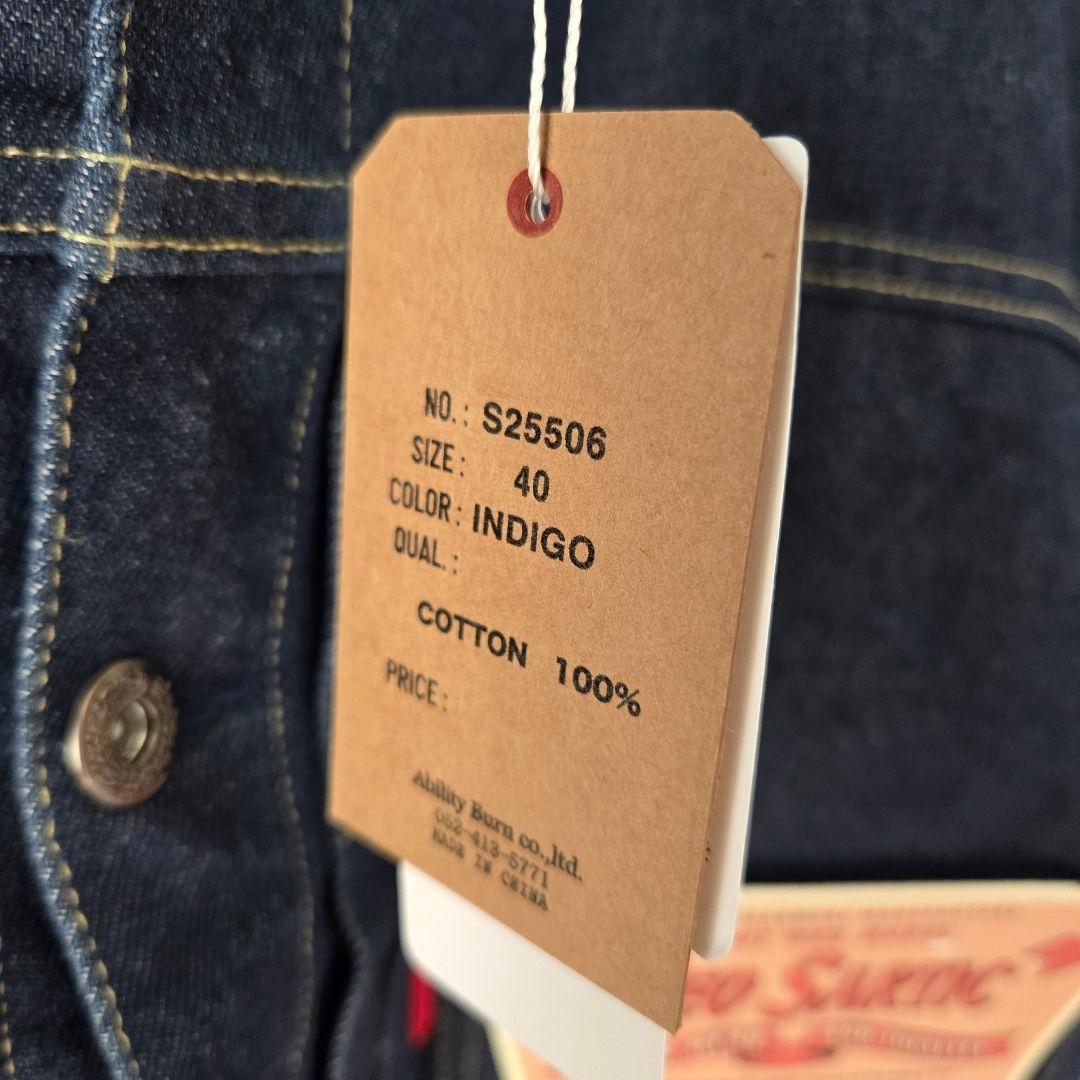 NO.: S25506
SIZE: 40
COLOR: INDIGO
QUAL.:
COTTON 100%
PRICE:
Ability Burn co.,ltd.
052-413-5771
MADE IN CHINA